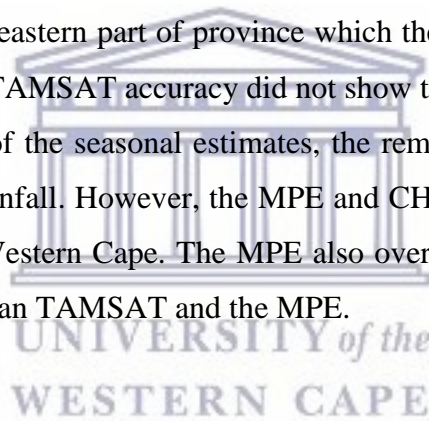 eastern part of province which the
TAMSAT accuracy did not show t
of the seasonal estimates, the rem
nfall. However, the MPE and CH
Western Cape. The MPE also over
an TAMSAT and the MPE.
UNIVERSITY of the
WESTERN CAPE